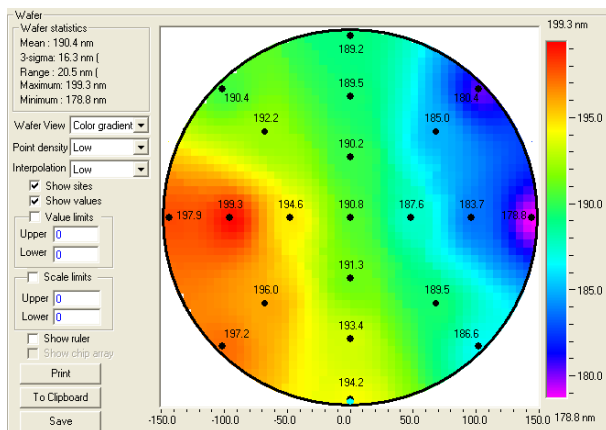 Wafer
Wafer statistics
Mean : 190.4 nm
3-sigma: 16.3 nm (
Range : 20.5 nm (
Maximum: 199.3 nm
Minimum : 178.8 nm
Wafer View Color gradient
Point density Low
Interpolation Low
Show sites
Show values
Value limits
Upper 0
Lower 0
Scale limits
Upper 0
Lower 0
Show ruler
Show chip array
Print
To Clipboard
Save
189.2
190.4
189.5
180.4
192.2
185.0
190.2
197.9
199.3
194.6
190.8
187.6
183.7
178.8
191.3
196.0
189.5
193.4
197.2
186.6
194.2
-150.0 -100.0 -50.0 0.0 50.0 100.0 150.0
199.3 nm
195.0
190.0
185.0
180.0
178.8 nm